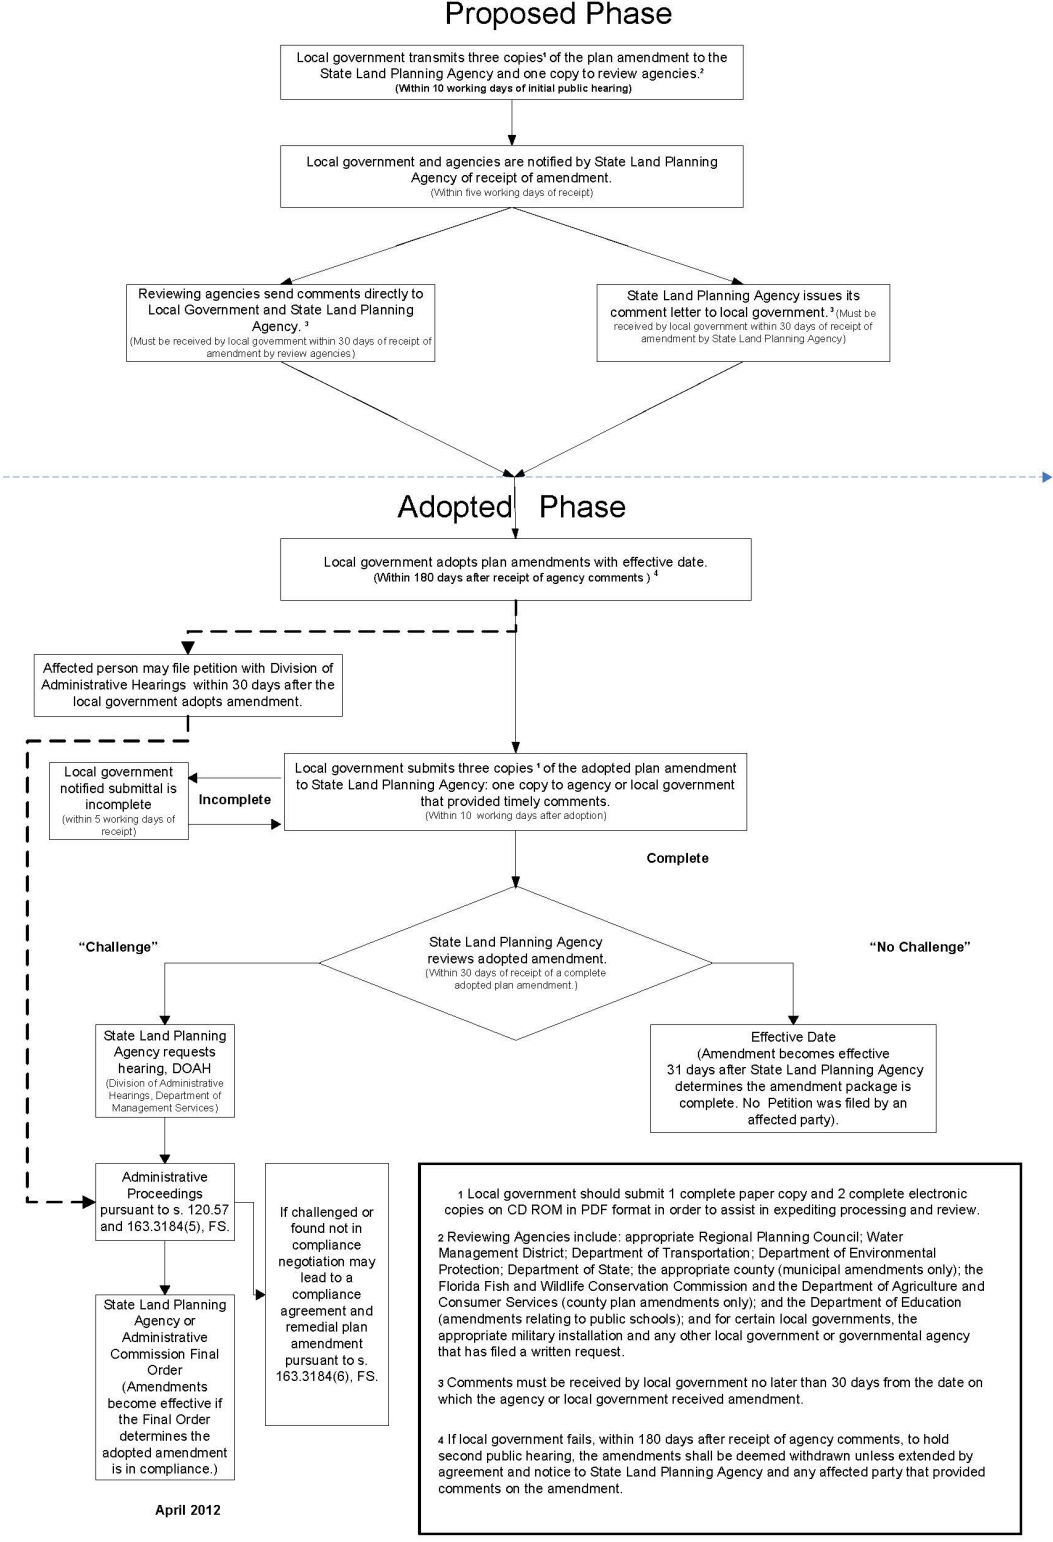 Proposed Phase
Local government transmits three copies¹ of the plan amendment to the
State Land Planning Agency and one copy to review agencies.²
(Within 10 working days of initial public hearing)
Local government and agencies are notified by State Land Planning
Agency of receipt of amendment.
(Within five working days of receipt)
Reviewing agencies send comments directly to
Local Government and State Land Planning
Agency. ³
(Must be received by local government within 30 days of receipt of
amendment by review agencies)
State Land Planning Agency issues its
comment letter to local government. ³ (Must be
received by local government within 30 days of receipt of
amendment by State Land Planning Agency)
Adopted Phase
Local government adopts plan amendments with effective date.
(Within 180 days after receipt of agency comments ) ⁴
Affected person may file petition with Division of
Administrative Hearings within 30 days after the
local government adopts amendment.
Local government
notified submittal is
incomplete
(within 5 working days of
receipt)
Incomplete
Local government submits three copies ¹ of the adopted plan amendment
to State Land Planning Agency: one copy to agency or local government
that provided timely comments.
(Within 10 working days after adoption)
Complete
State Land Planning Agency
reviews adopted amendment.
(Within 30 days of receipt of a complete
adopted plan amendment.)
“Challenge”
“No Challenge”
State Land Planning
Agency requests
hearing, DOAH
(Division of Administrative
Hearings, Department of
Management Services)
Effective Date
(Amendment becomes effective
31 days after State Land Planning Agency
determines the amendment package is
complete. No Petition was filed by an
affected party).
Administrative
Proceedings
pursuant to s. 120.57
and 163.3184(5), FS.
If challenged or
found not in
compliance
negotiation may
lead to a
compliance
agreement and
remedial plan
amendment
pursuant to s.
163.3184(6), FS.
State Land Planning
Agency or
Administrative
Commission Final
Order
(Amendments
become effective if
the Final Order
determines the
adopted amendment
is in compliance.)
April 2012
1 Local government should submit 1 complete paper copy and 2 complete electronic
copies on CD ROM in PDF format in order to assist in expediting processing and review.
2 Reviewing Agencies include: appropriate Regional Planning Council; Water
Management District; Department of Transportation; Department of Environmental
Protection; Department of State; the appropriate county (municipal amendments only); the
Florida Fish and Wildlife Conservation Commission and the Department of Agriculture and
Consumer Services (county plan amendments only); and the Department of Education
(amendments relating to public schools); and for certain local governments, the
appropriate military installation and any other local government or governmental agency
that has filed a written request.
3 Comments must be received by local government no later than 30 days from the date on
which the agency or local government received amendment.
4 If local government fails, within 180 days after receipt of agency comments, to hold
second public hearing, the amendments shall be deemed withdrawn unless extended by
agreement and notice to State Land Planning Agency and any affected party that provided
comments on the amendment.